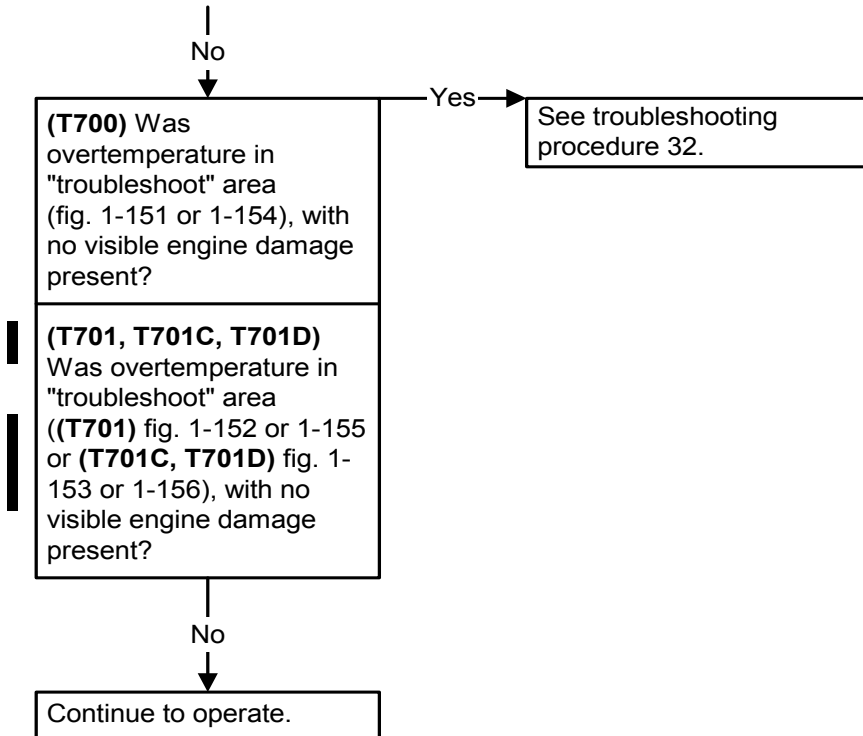 No
(T700) Was
overtemperature in
"troubleshoot" area
(fig. 1-151 or 1-154), with
no visible engine damage
present?
Yes
See troubleshooting
procedure 32.
(T701, T701C, T701D)
Was overtemperature in
"troubleshoot" area
((T701) fig. 1-152 or 1-155
or (T701C, T701D) fig. 1-
153 or 1-156), with no
visible engine damage
present?
No
Continue to operate.